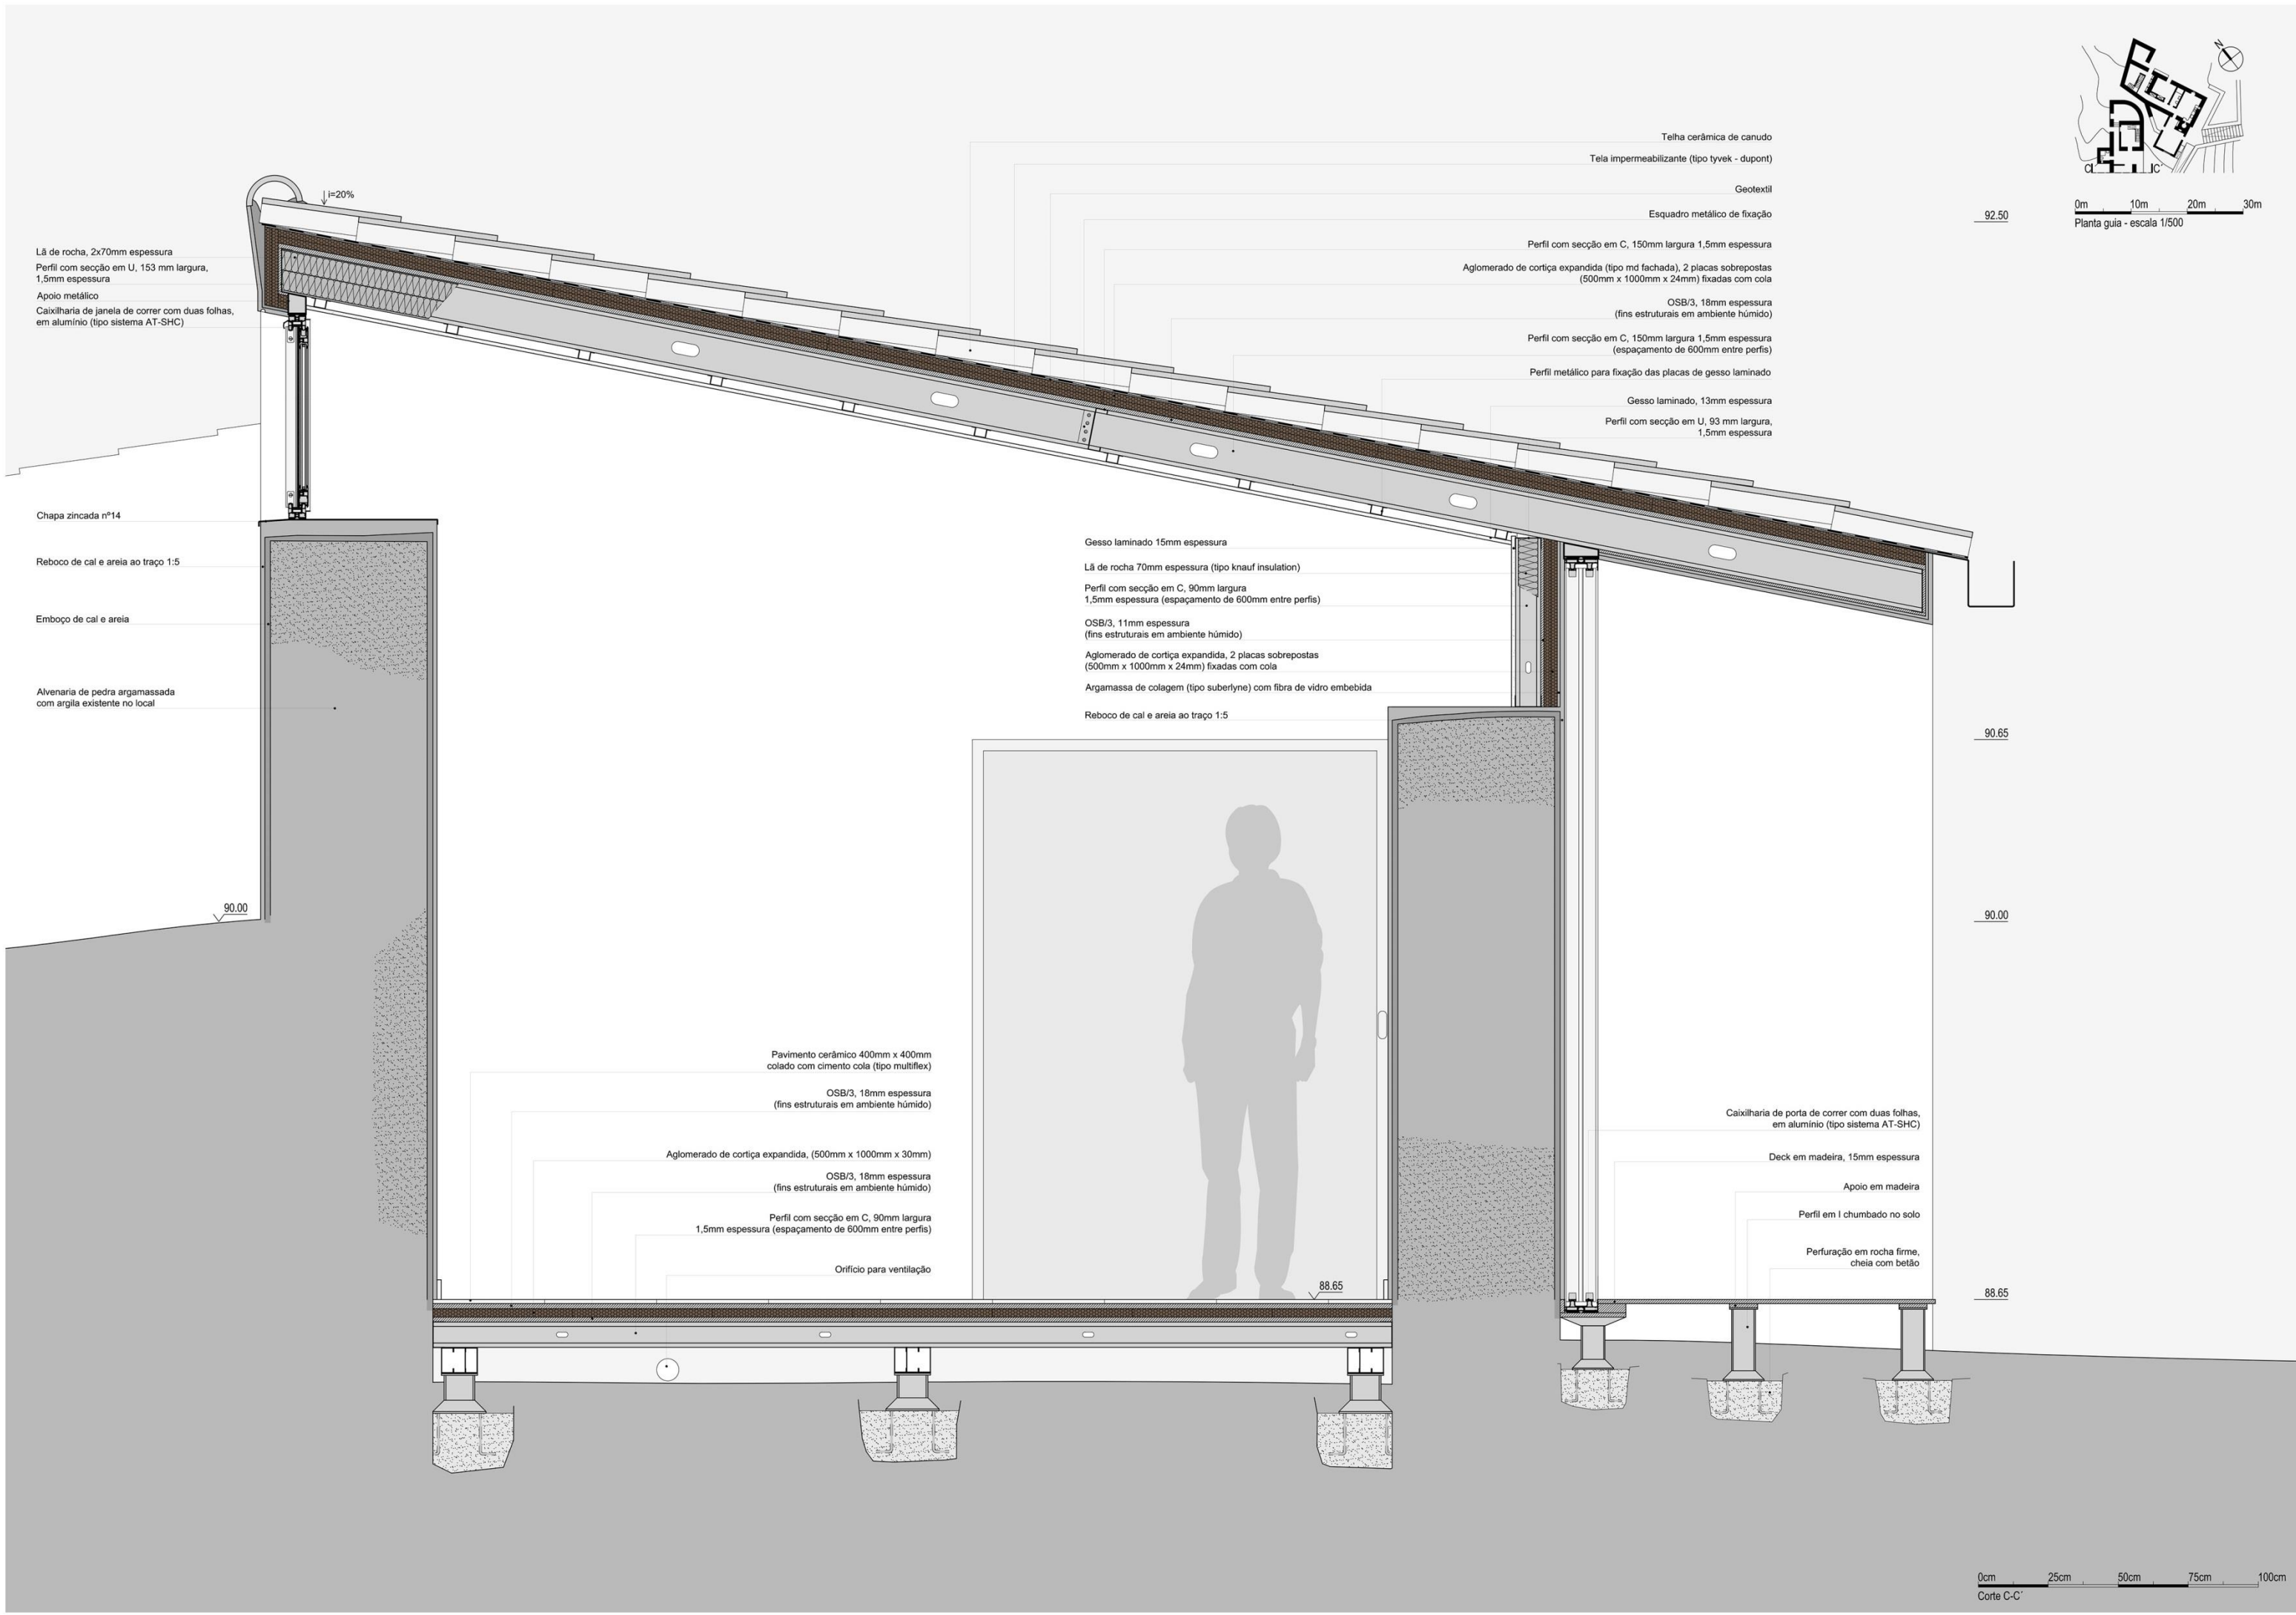 N
C
C´
0m 10m 20m 30m
Planta guia - escala 1/500
i=20%
Lã de rocha, 2x70mm espessura
Perfil com secção em U, 153 mm largura,
1,5mm espessura
Apoio metálico
Caixilharia de janela de correr com duas folhas,
em alumínio (tipo sistema AT-SHC)
Chapa zincada nº14
Reboco de cal e areia ao traço 1:5
Emboço de cal e areia
Alvenaria de pedra argamassada
com argila existente no local
90.00
Telha cerâmica de canudo
Tela impermeabilizante (tipo tyvek - dupont)
Geotextil
Esquadro metálico de fixação
Perfil com secção em C, 150mm largura 1,5mm espessura
Aglomerado de cortiça expandida (tipo md fachada), 2 placas sobrepostas
(500mm x 1000mm x 24mm) fixadas com cola
OSB/3, 18mm espessura
(fins estruturais em ambiente húmido)
Perfil com secção em C, 150mm largura 1,5mm espessura
(espaçamento de 600mm entre perfis)
Perfil metálico para fixação das placas de gesso laminado
Gesso laminado, 13mm espessura
Perfil com secção em U, 93 mm largura,
1,5mm espessura
Gesso laminado 15mm espessura
Lã de rocha 70mm espessura (tipo knauf insulation)
Perfil com secção em C, 90mm largura
1,5mm espessura (espaçamento de 600mm entre perfis)
OSB/3, 11mm espessura
(fins estruturais em ambiente húmido)
Aglomerado de cortiça expandida, 2 placas sobrepostas
(500mm x 1000mm x 24mm) fixadas com cola
Argamassa de colagem (tipo suberlyne) com fibra de vidro embebida
Reboco de cal e areia ao traço 1:5
Pavimento cerâmico 400mm x 400mm
colado com cimento cola (tipo multiflex)
OSB/3, 18mm espessura
(fins estruturais em ambiente húmido)
Aglomerado de cortiça expandida, (500mm x 1000mm x 30mm)
OSB/3, 18mm espessura
(fins estruturais em ambiente húmido)
Perfil com secção em C, 90mm largura
1,5mm espessura (espaçamento de 600mm entre perfis)
Orifício para ventilação
88.65
Caixilharia de porta de correr com duas folhas,
em alumínio (tipo sistema AT-SHC)
Deck em madeira, 15mm espessura
Apoio em madeira
Perfil em I chumbado no solo
Perfuração em rocha firme,
cheia com betão
92.50
90.65
90.00
88.65
0cm 25cm 50cm 75cm 100cm
Corte C-C´